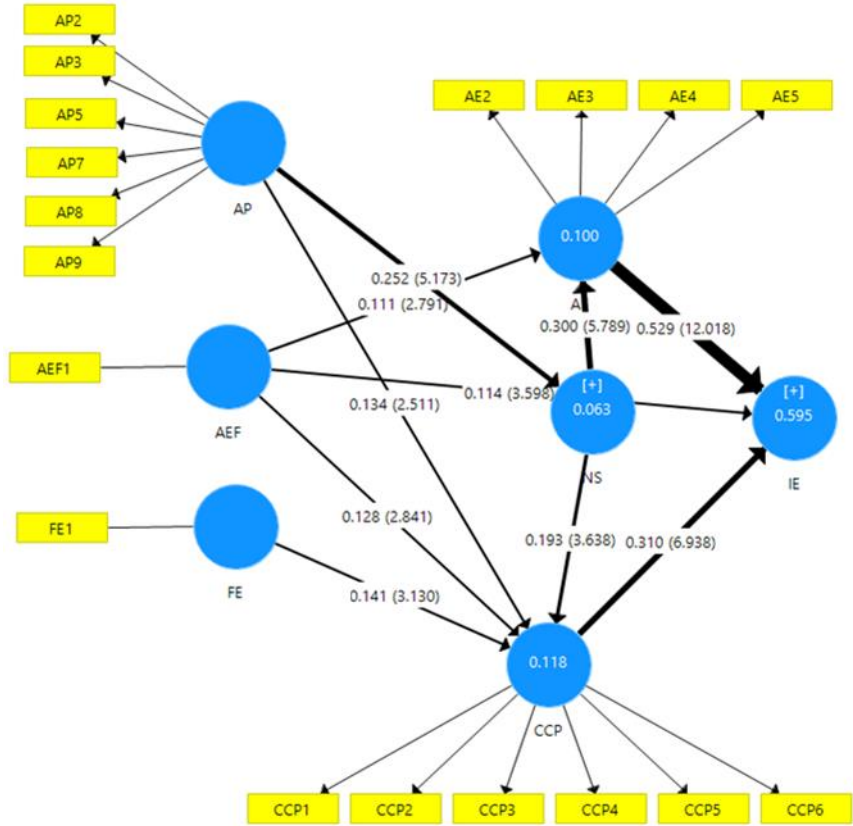 AP2
AP3
AP5
AP7
AP8
AP9
AP
AE2
AE3
AE4
AE5
0.100
A
0.252 (5.173)
0.111 (2.791)
0.300 (5.789)
0.529 (12.018)
AEF1
AEF
0.134 (2.511)
0.114 (3.598)
[+]
0.063
NS
[+]
0.595
IE
FE1
FE
0.128 (2.841)
0.193 (3.638)
0.310 (6.938)
0.141 (3.130)
0.118
CCP
CCP1
CCP2
CCP3
CCP4
CCP5
CCP6